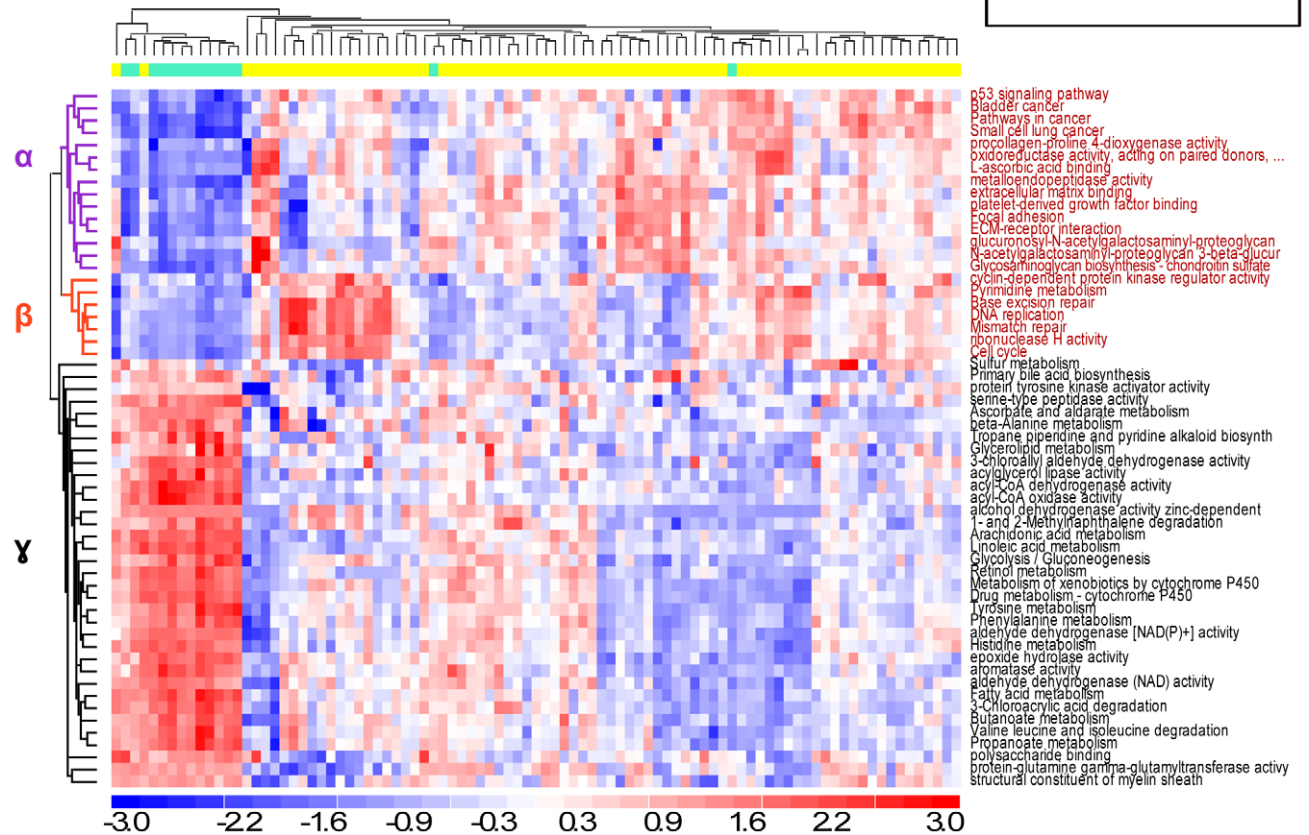 α
β
γ
p53 signaling pathway
Bladder cancer
Pathways in cancer
Small cell lung cancer
procollagen-proline 4-dioxygenase activity
oxidoreductase activity, acting on paired donors, ...
L-ascorbic acid binding
metalloendopeptidase activity
extracellular matrix binding
platelet-derived growth factor binding
Focal adhesion
ECM-receptor interaction
glucuronosyl-N-acetylgalactosaminyl-proteoglycan
N-acetylgalactosaminyl-proteoglycan 3-beta-glucur
Glycosaminoglycan biosynthesis - chondroitin sulfate
cyclin-dependent protein kinase regulator activity
Pyrimidine metabolism
Base excision repair
DNA replication
Mismatch repair
ribonuclease H activity
Cell cycle
Sulfur metabolism
Primary bile acid biosynthesis
protein tyrosine kinase activator activity
serine-type peptidase activity
Ascorbate and aldarate metabolism
beta-Alanine metabolism
Tropane piperidine and pyridine alkaloid biosynth
Glycerolipid metabolism
3-chloroallyl aldehyde dehydrogenase activity
acylglycerol lipase activity
acyl-CoA dehydrogenase activity
acyl-CoA oxidase activity
alcohol dehydrogenase activity zinc-dependent
1- and 2-Methylnaphthalene degradation
Arachidonic acid metabolism
Linoleic acid metabolism
Glycolysis / Gluconeogenesis
Retinol metabolism
Metabolism of xenobiotics by cytochrome P450
Drug metabolism - cytochrome P450
Tyrosine metabolism
Phenylalanine metabolism
aldehyde dehydrogenase [NAD(P)+] activity
Histidine metabolism
epoxide hydrolase activity
aromatase activity
aldehyde dehydrogenase (NAD) activity
Fatty acid metabolism
3-Chloroacrylic acid degradation
Butanoate metabolism
Valine leucine and isoleucine degradation
Propanoate metabolism
polysaccharide binding
protein-glutamine gamma-glutamyltransferase activy
structural constituent of myelin sheath
-3.0 -2.2 -1.6 -0.9 -0.3 0.3 0.9 1.6 2.2 3.0